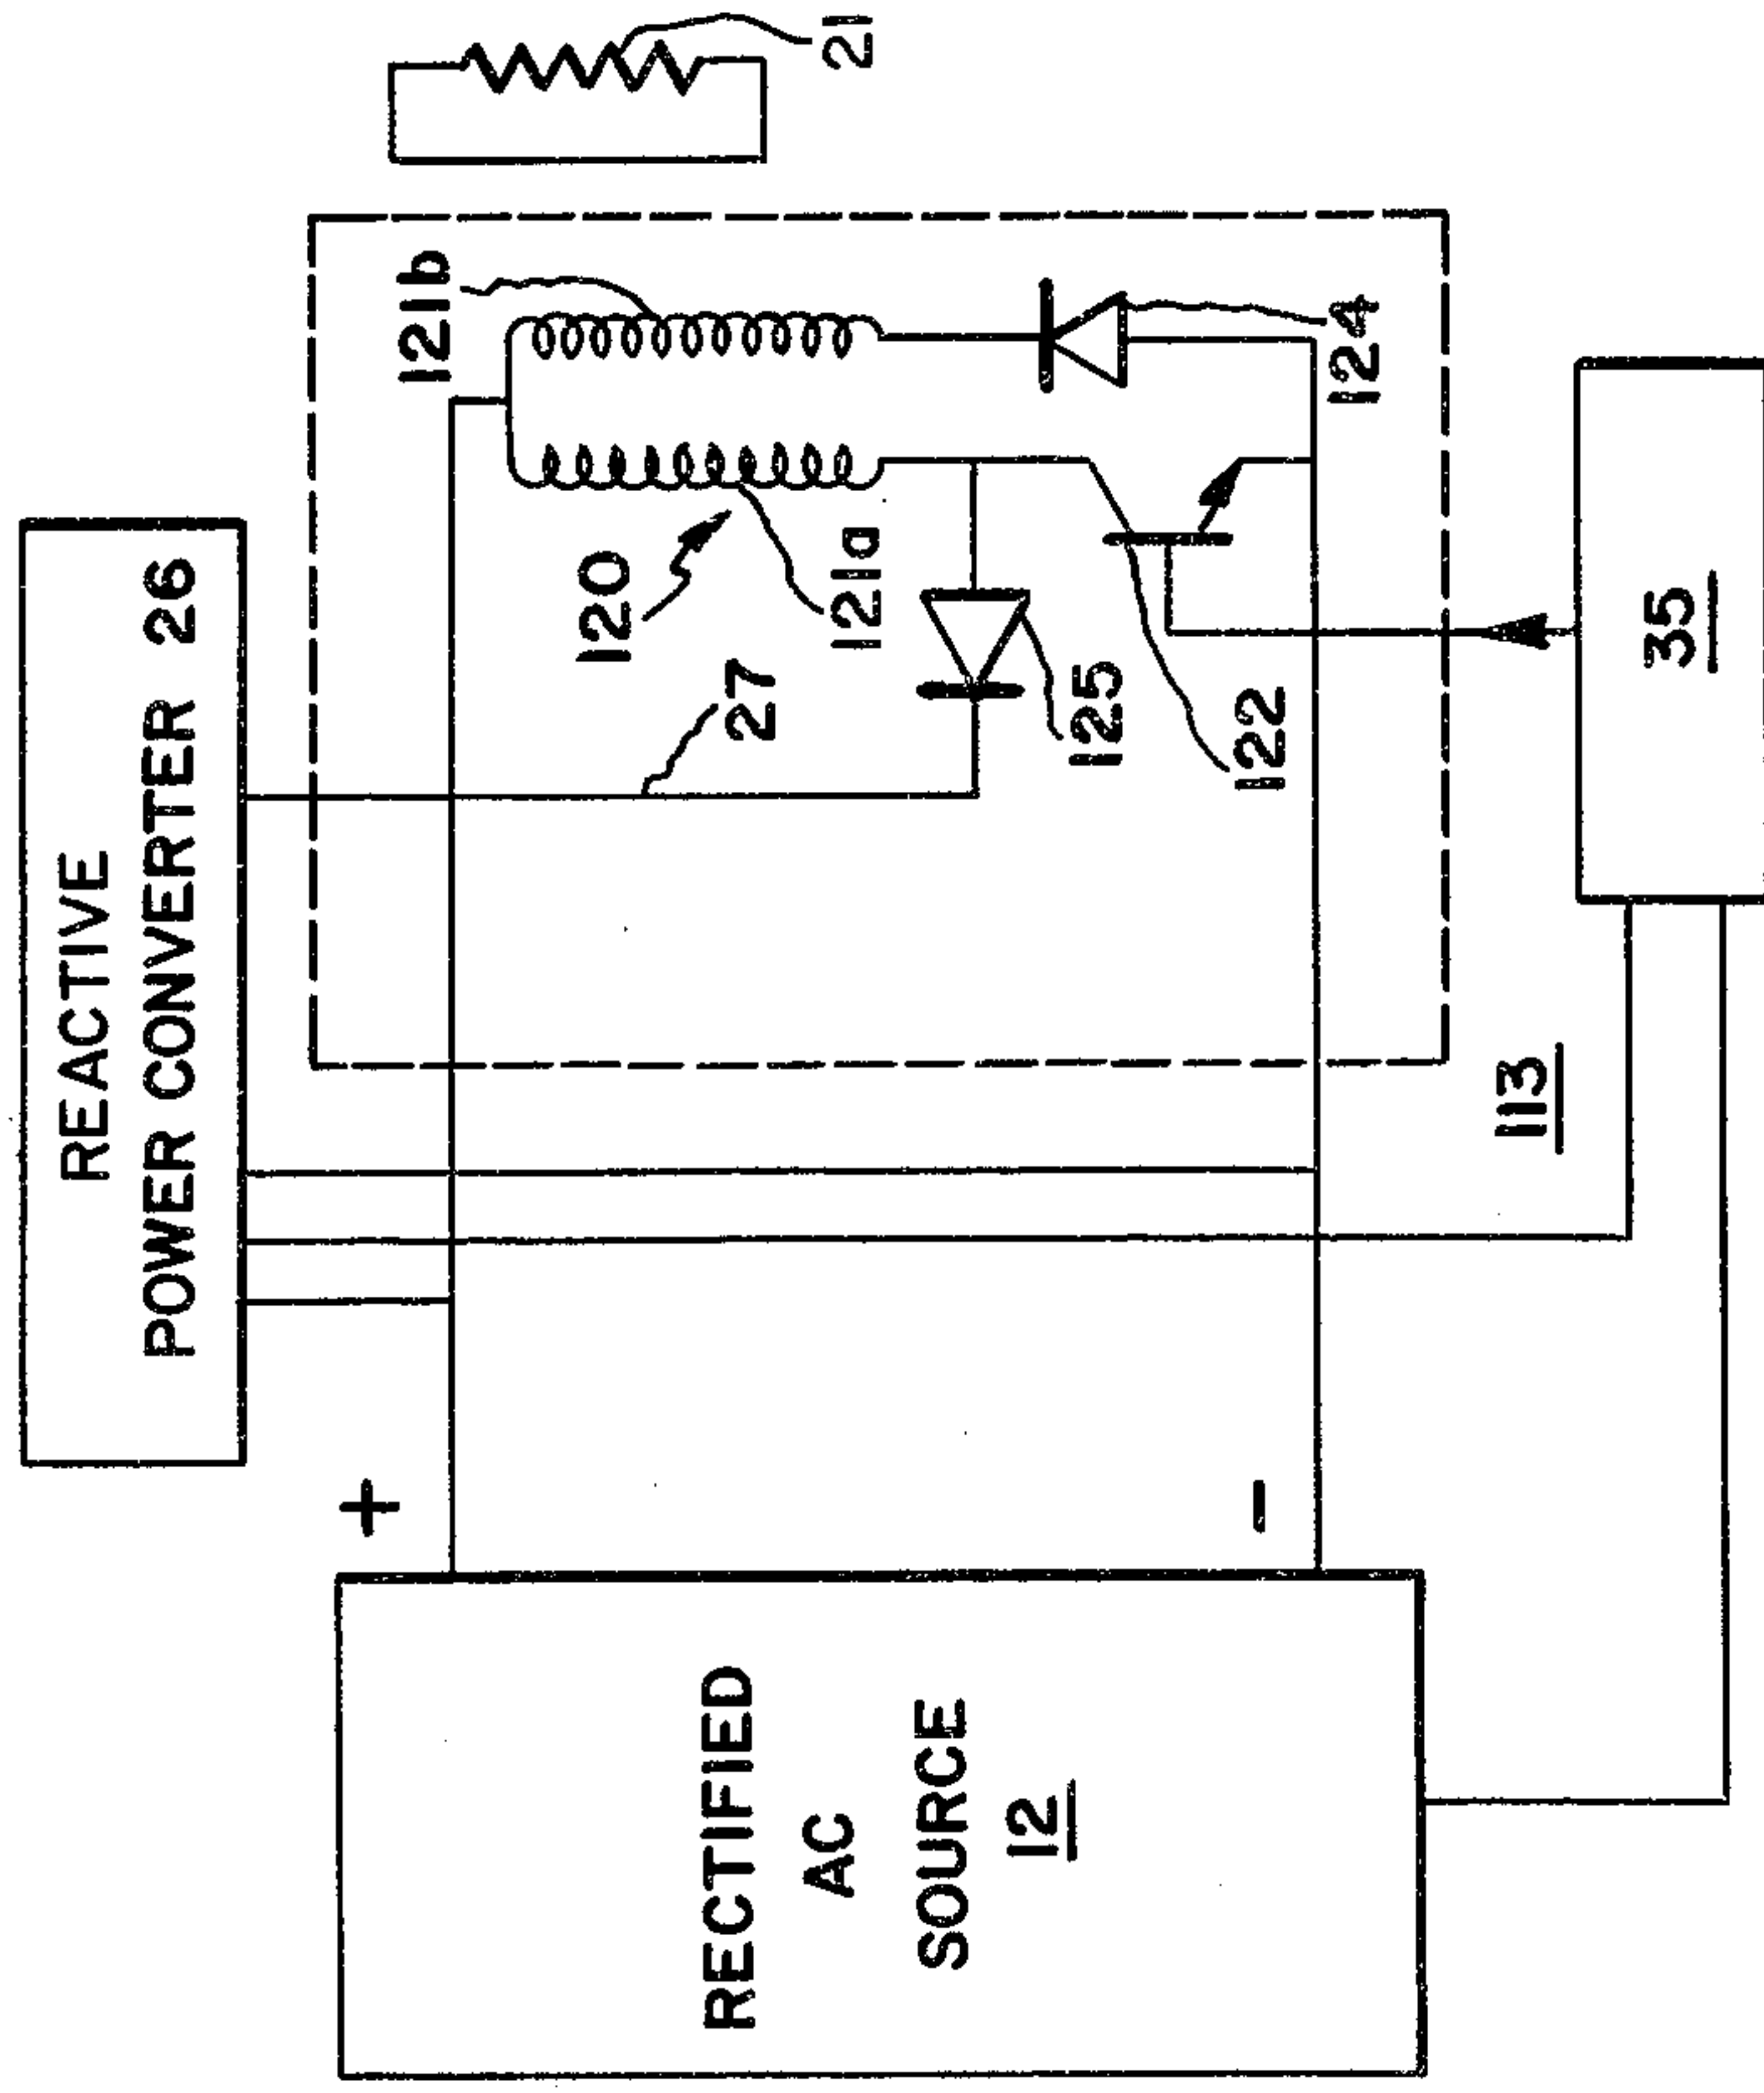 REACTIVE
POWER CONVERTER 26
+
-
RECTIFIED
AC
SOURCE
12
27
120
121a
121b
125
122
124
21
113
35